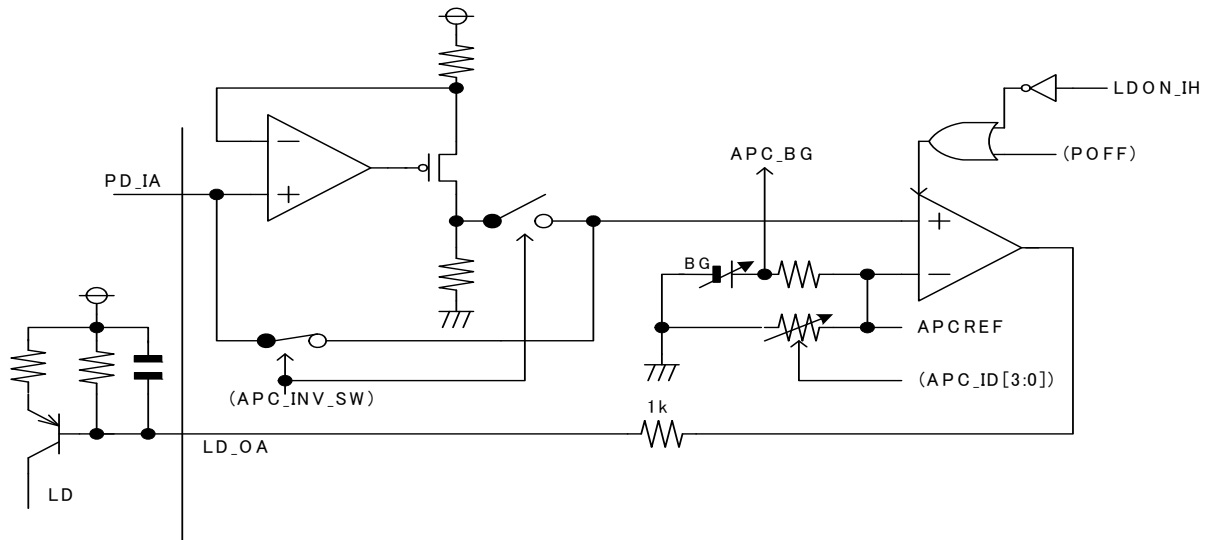 LDON_IH
APC_BG
(POFF)
PD_IA
−
+
+
BG
−
APCREF
(APC_INV_SW)
(APC_ID[3:0])
1k
LD_OA
LD